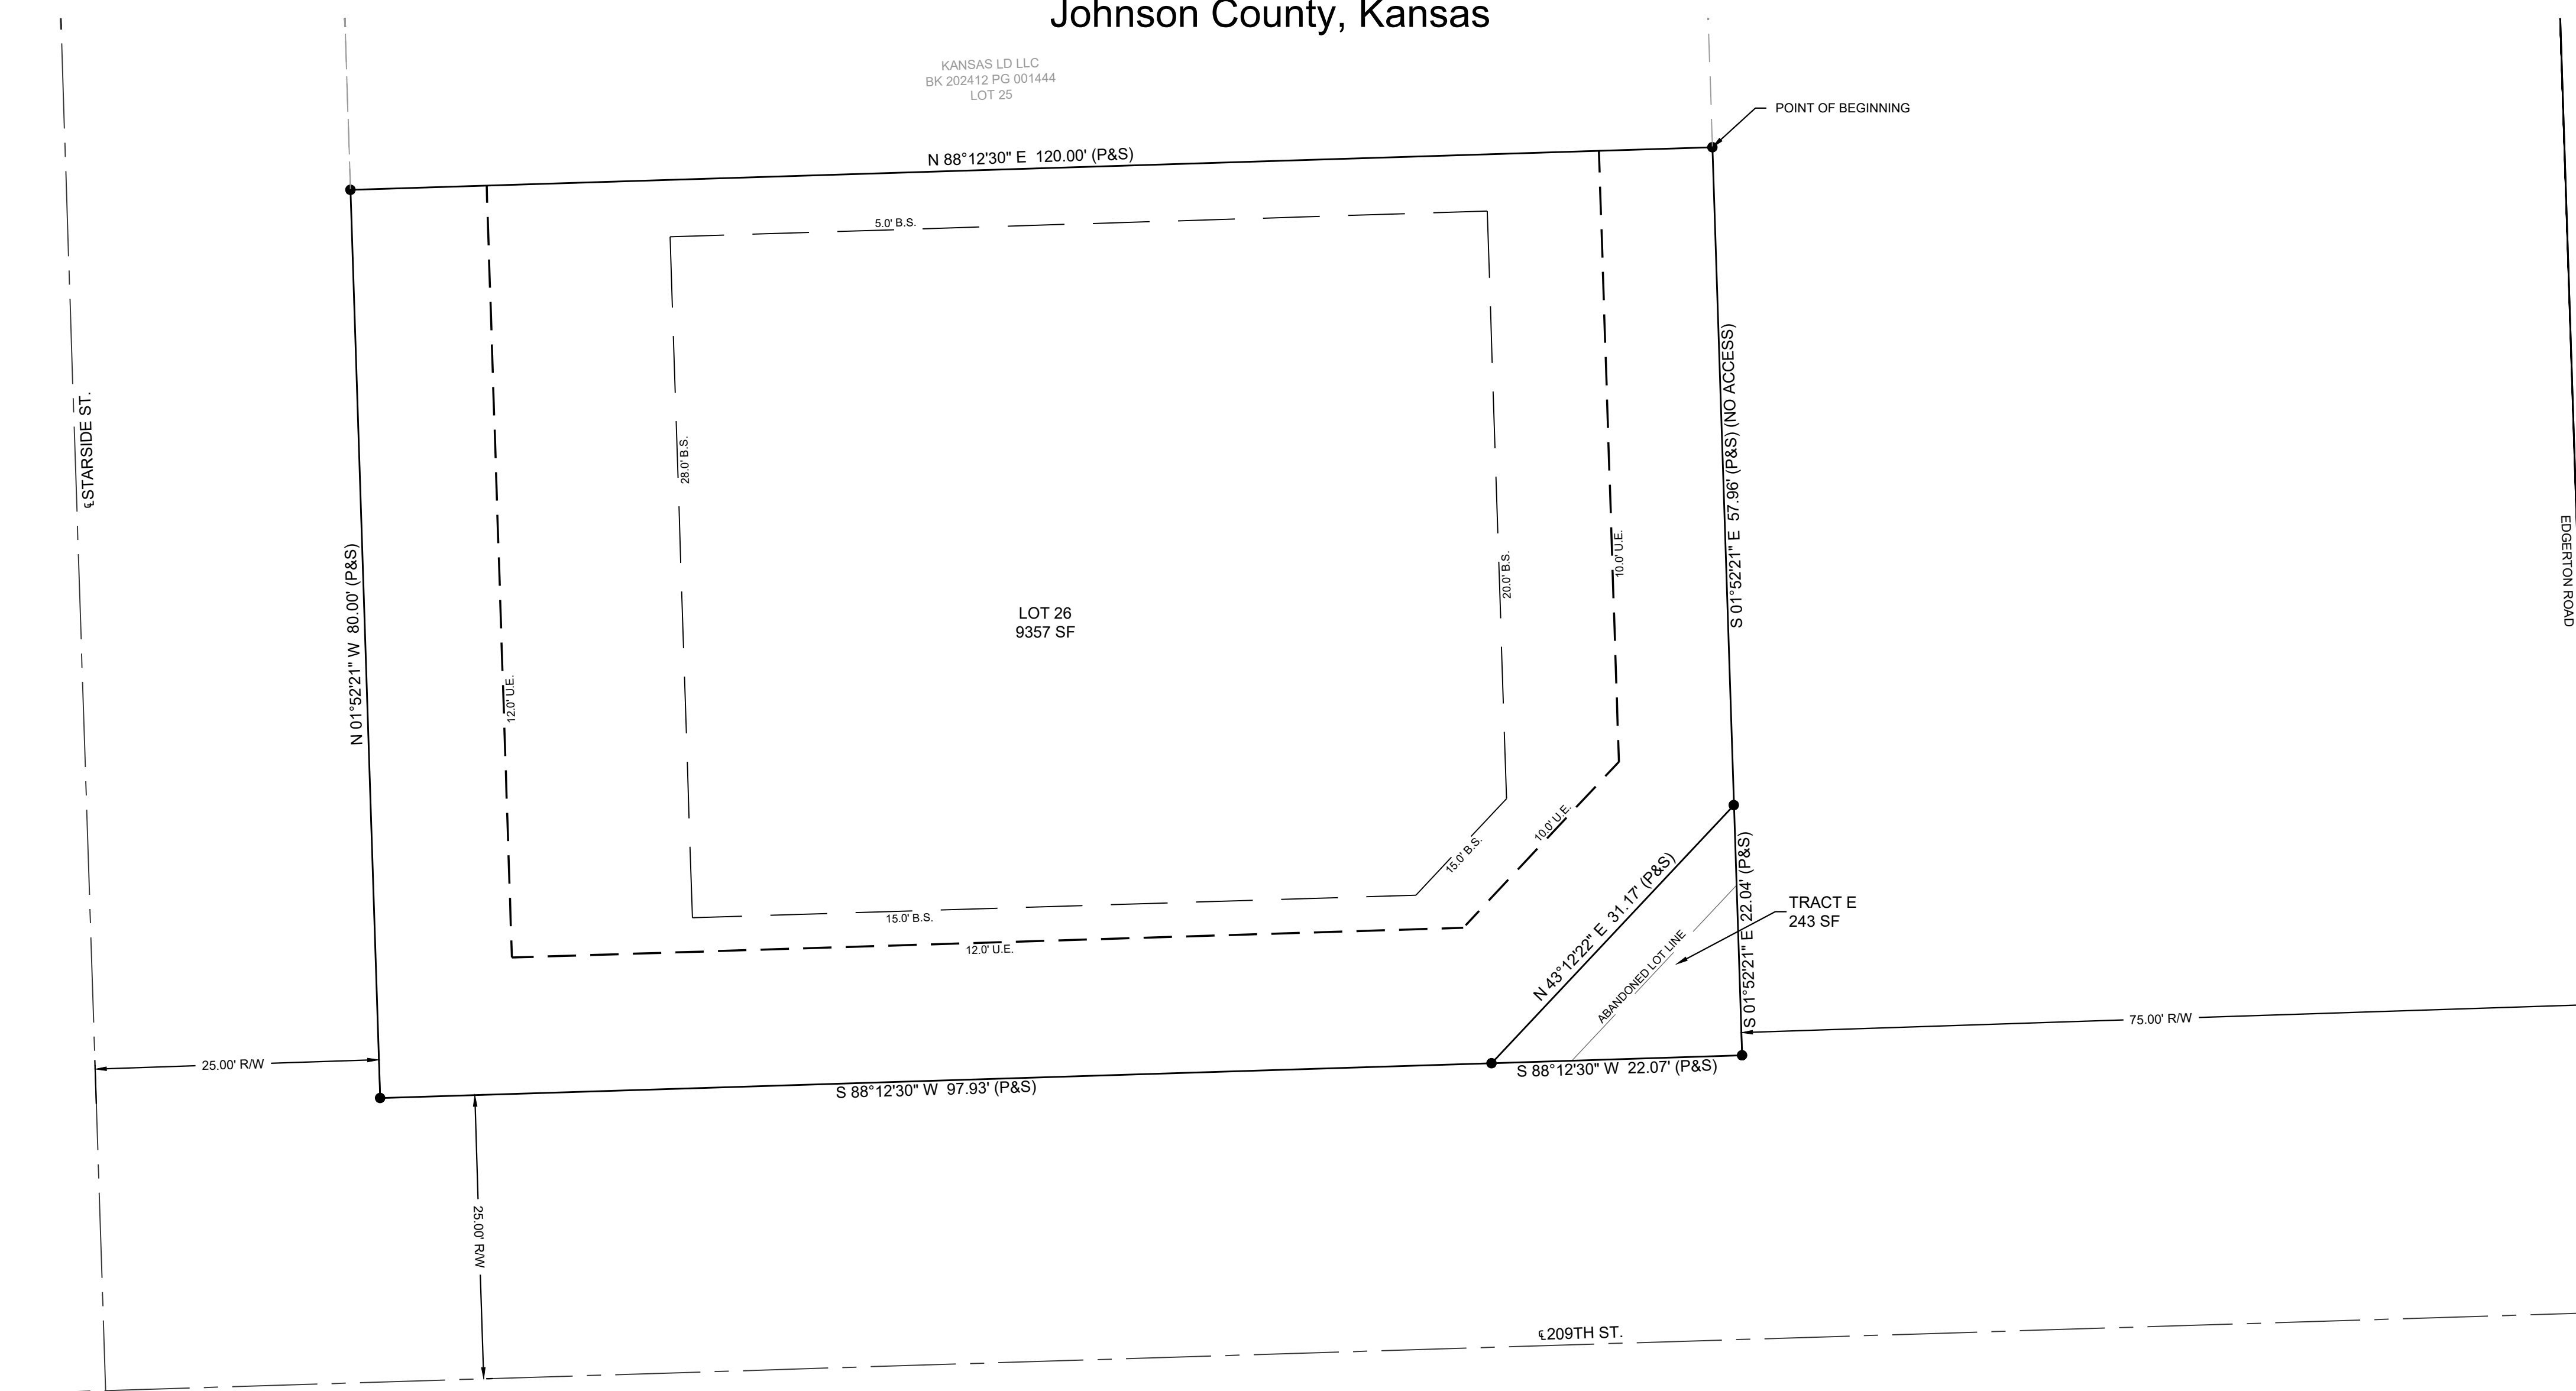 Johnson County, Kansas
KANSAS LD LLC
BK 202412 PG 001444
LOT 25
POINT OF BEGINNING
N 88°12'30" E 120.00' (P&S)
5.0' B.S.
S 01°52'21" E 57.96' (P&S) (NO ACCESS)
℄STARSIDE ST.
28.0' B.S.
20.0' B.S.
10.0' U.E.
EDGERTON ROAD
LOT 26
9357 SF
N 01°52'21" W 80.00' (P&S)
12.0' U.E.
10.0' U.E.
15.0' B.S.
15.0' B.S.
12.0' U.E.
N 43°12'22" E 31.17' (P&S)
ABANDONED LOT LINE
S 01°52'21" E 22.04' (P&S)
TRACT E
243 SF
75.00' R/W
25.00' R/W
S 88°12'30" W 97.93' (P&S)
S 88°12'30" W 22.07' (P&S)
25.00' R/W
℄209TH ST.